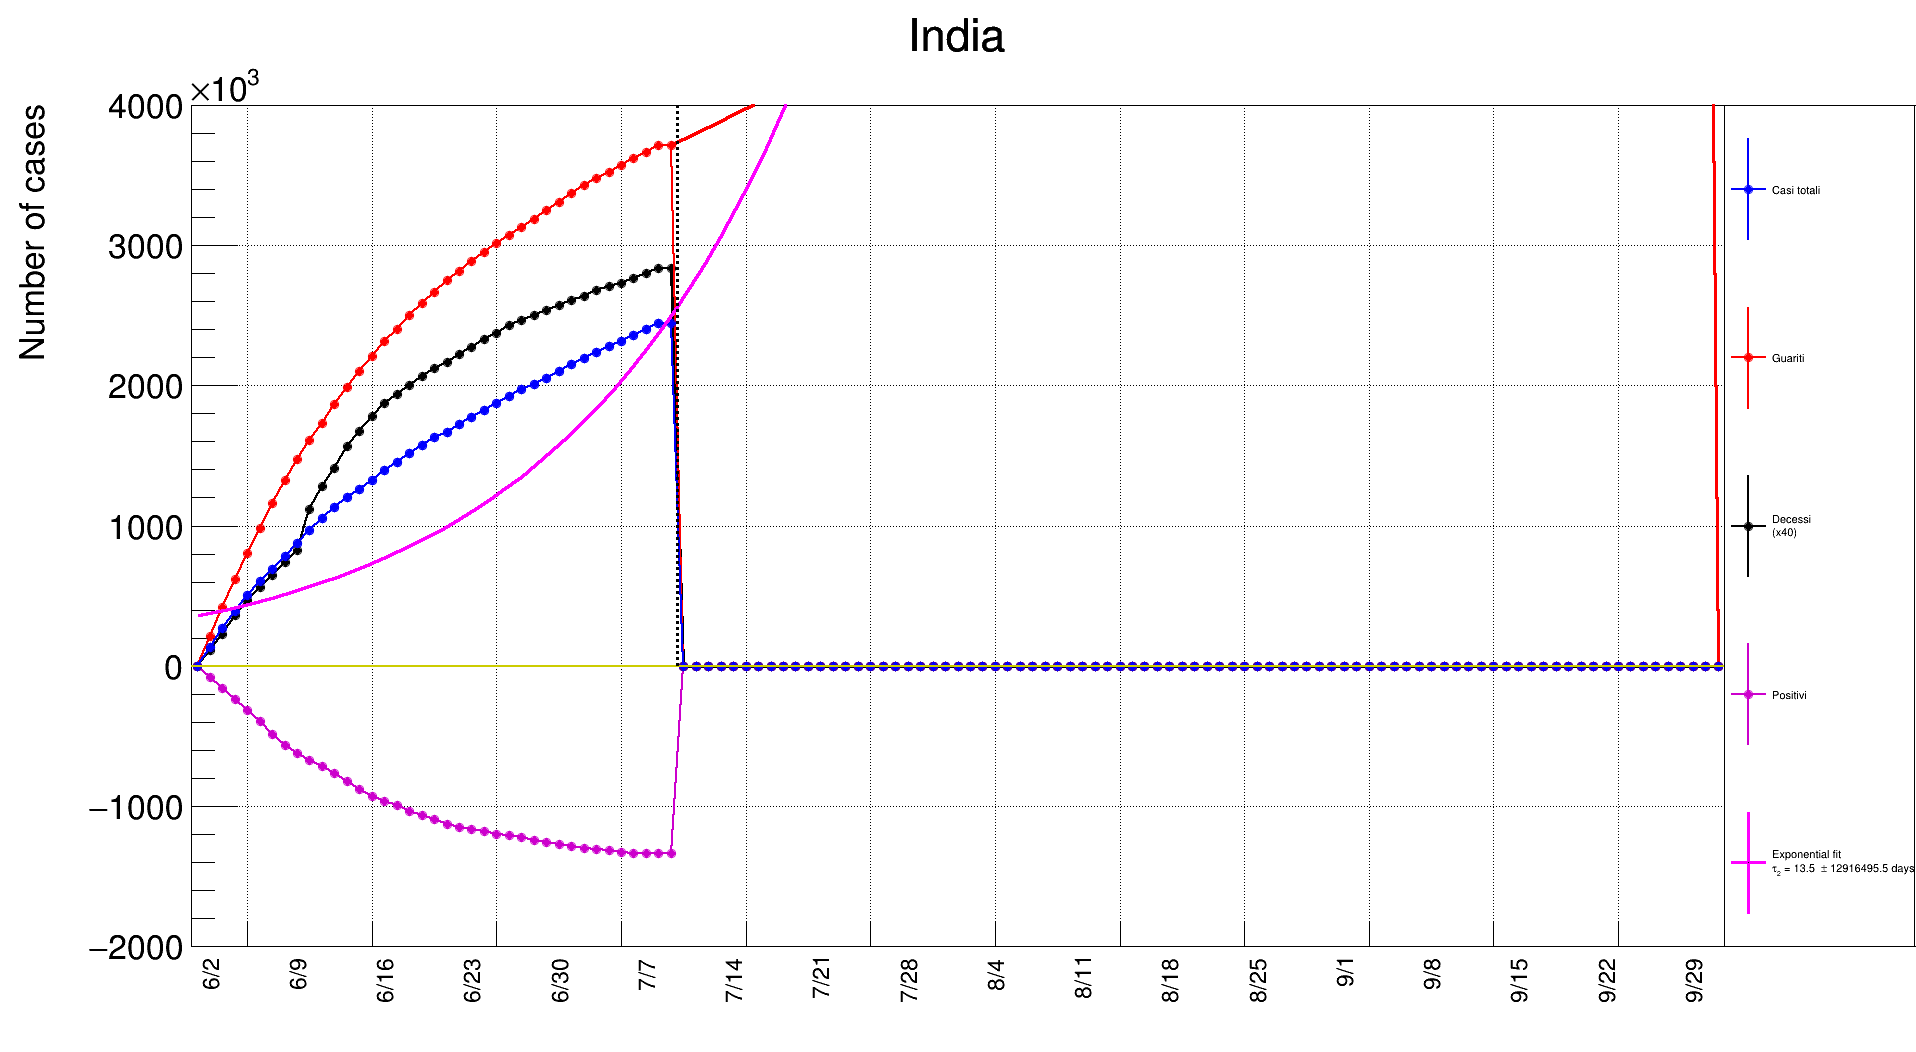 India
×10³
Number of cases
4000
3000
2000
1000
0
−1000
−2000
6/2
6/9
6/16
6/23
6/30
7/7
7/14
7/21
7/28
8/4
8/11
8/18
8/25
9/1
9/8
9/15
9/22
9/29
Casi totali
Guariti
Decessi
(x40)
Positivi
Exponential fit
τ₂ = 13.5 ± 12916495.5 days